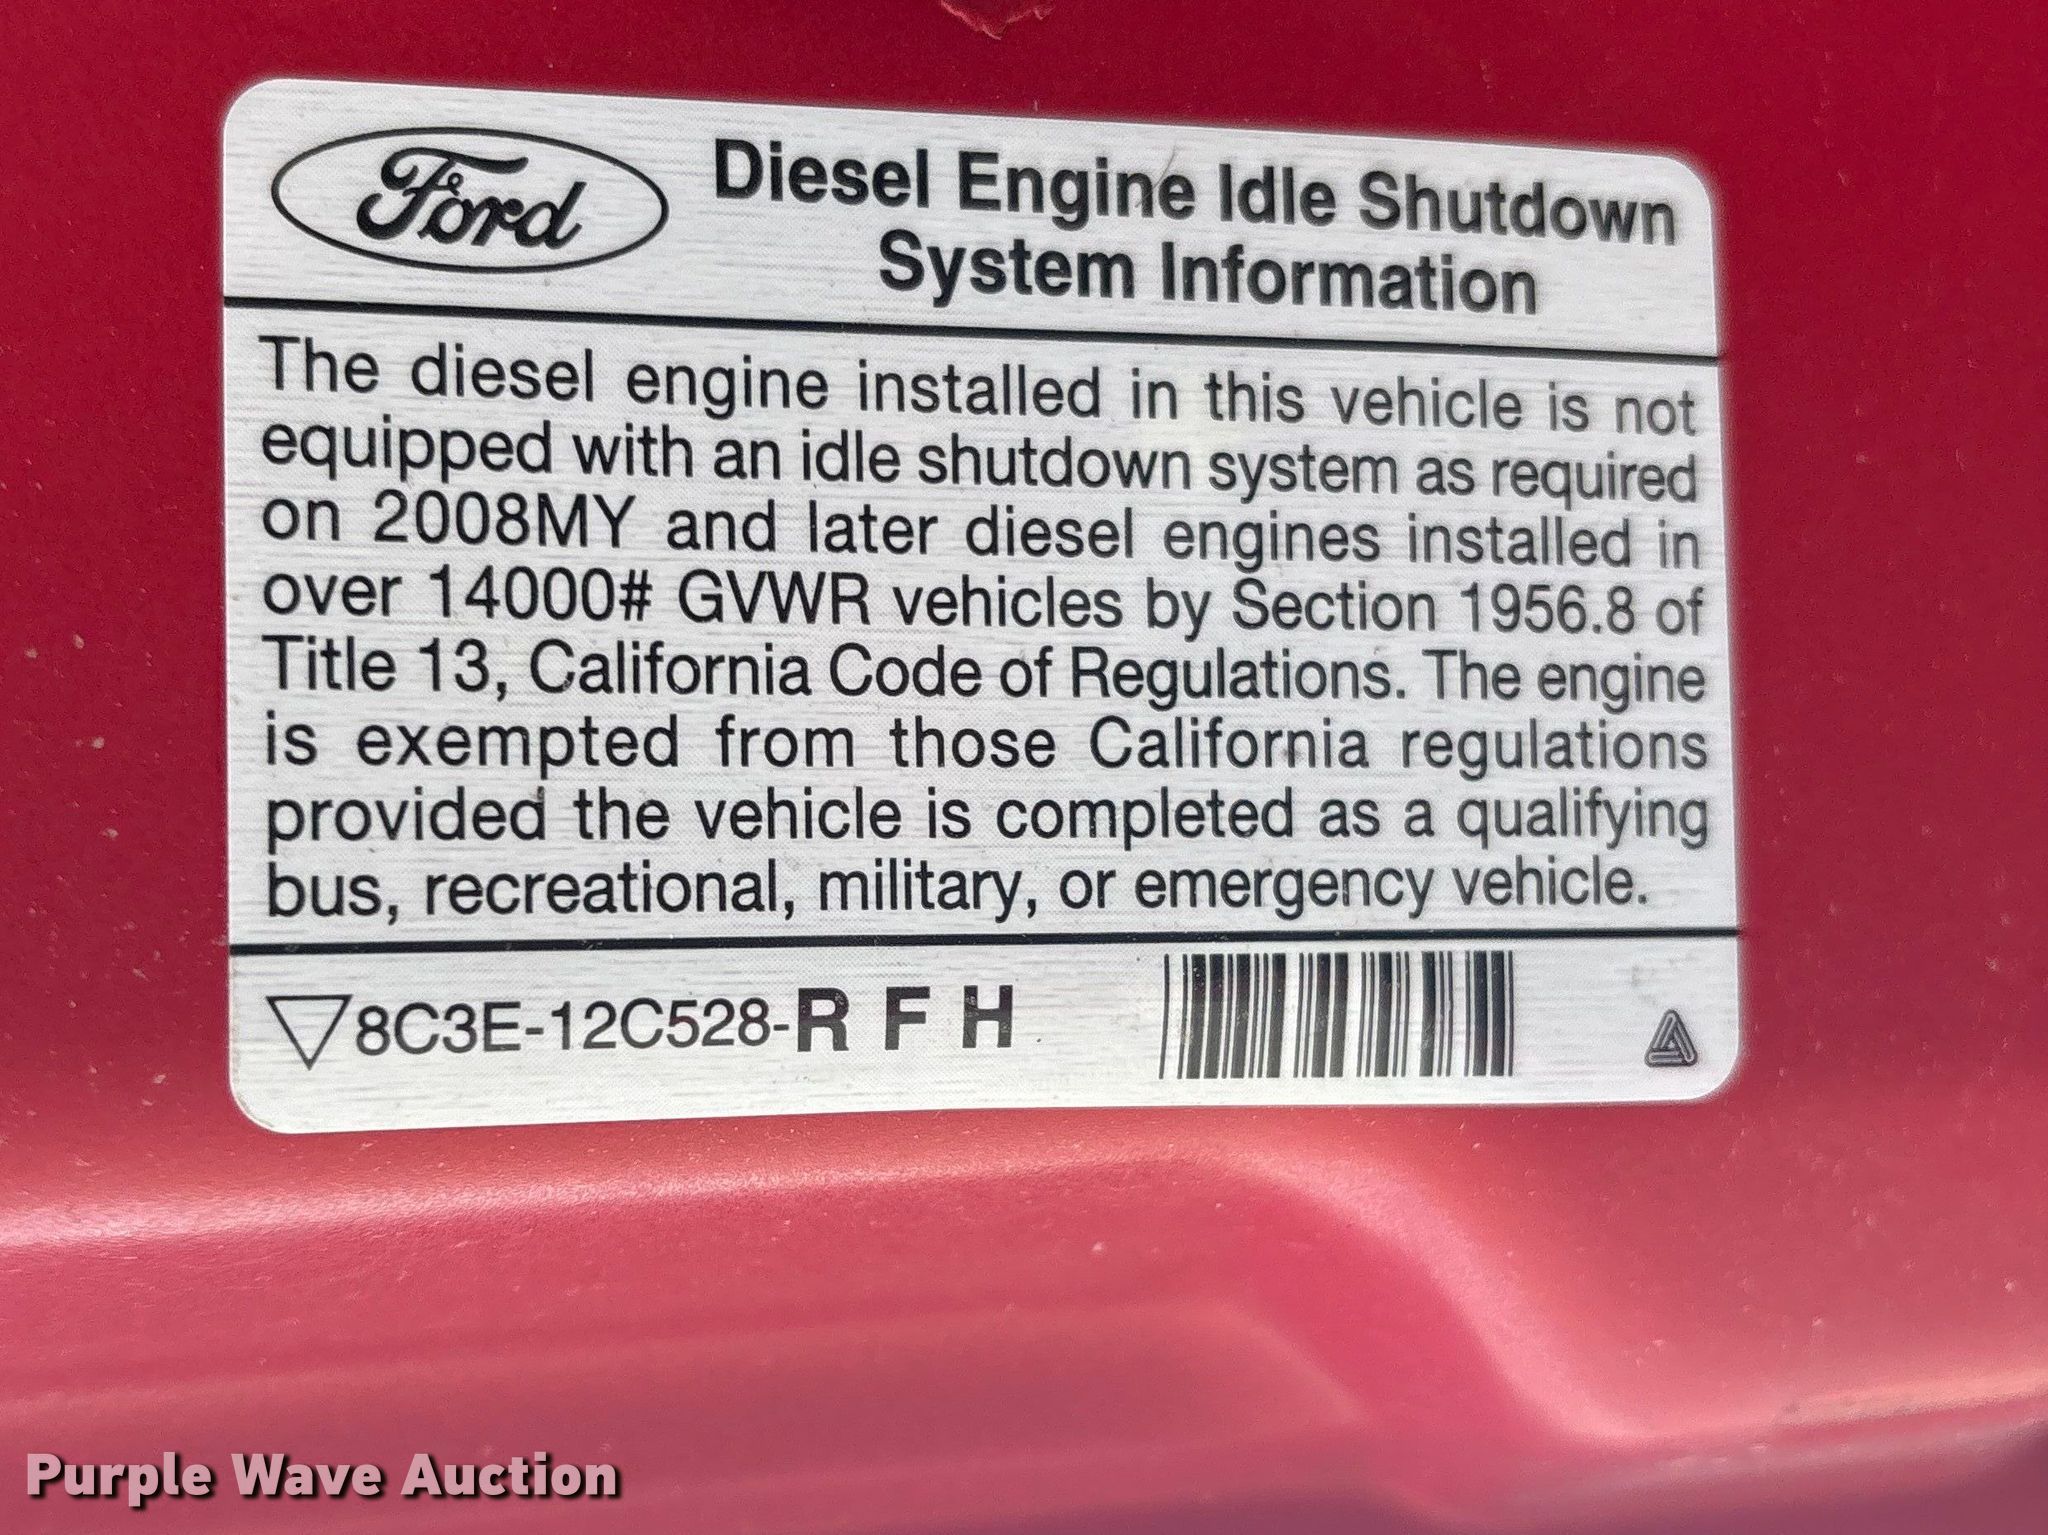 Ford
Diesel Engine Idle Shutdown
System Information
The diesel engine installed in this vehicle is not
equipped with an idle shutdown system as required
on 2008MY and later diesel engines installed in
over 14000# GVWR vehicles by Section 1956.8 of
Title 13, California Code of Regulations. The engine
is exempted from those California regulations
provided the vehicle is completed as a qualifying
bus, recreational, military, or emergency vehicle.
8C3E-12C528-R F H
Purple Wave Auction